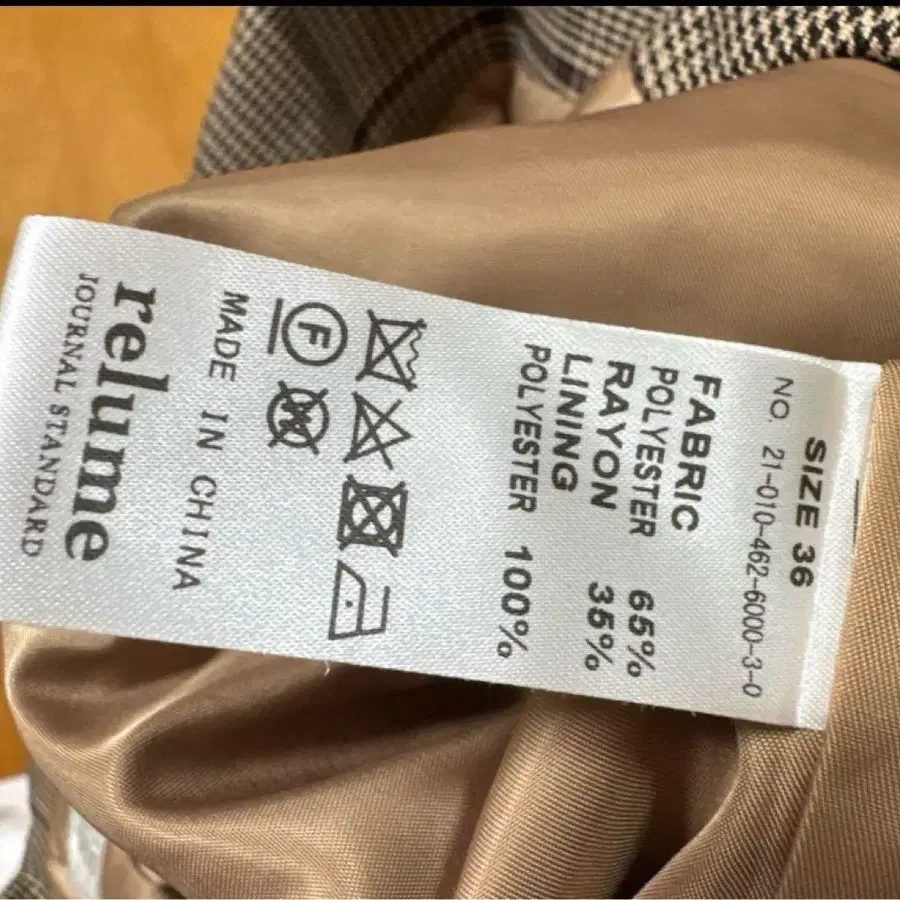 SIZE 36
NO. 21-010-462-6000-3-0
FABRIC
POLYESTER 65%
RAYON 35%
LINING
POLYESTER 100%
F
W
MADE IN CHINA
relume
JOURNAL STANDARD